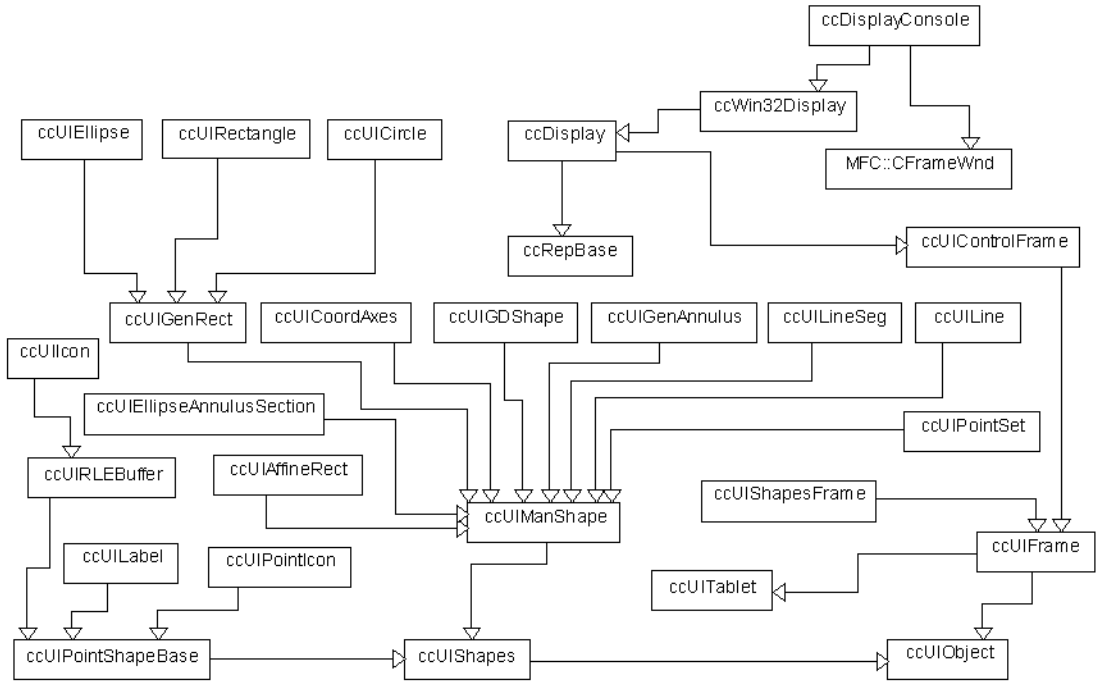 ccDisplayConsole
ccWin32Display
ccUIEllipse
ccUIRectangle
ccUICircle
ccDisplay
MFC::CFrameWnd
ccRepBase
ccUIControlFrame
ccUIGenRect
ccUICoordAxes
ccUIGDShape
ccUIGenAnnulus
ccUILineSeg
ccUILine
ccUIIcon
ccUIEllipseAnnulusSection
ccUIPointSet
ccUIRLEBuffer
ccUIAffineRect
ccUIShapesFrame
ccUIManShape
ccUIFrame
ccUILabel
ccUIPointIcon
ccUITablet
ccUIPointShapeBase
ccUIShapes
ccUIObject